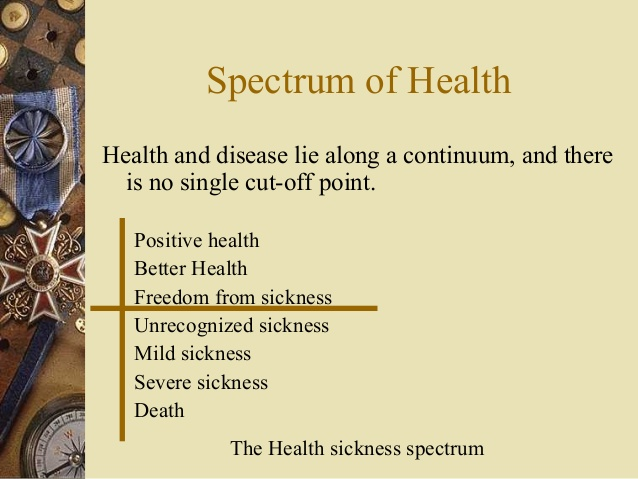 Spectrum of Health
Health and disease lie along a continuum, and there
is no single cut-off point.
Positive health
Better Health
Freedom from sickness
Unrecognized sickness
Mild sickness
Severe sickness
Death
The Health sickness spectrum